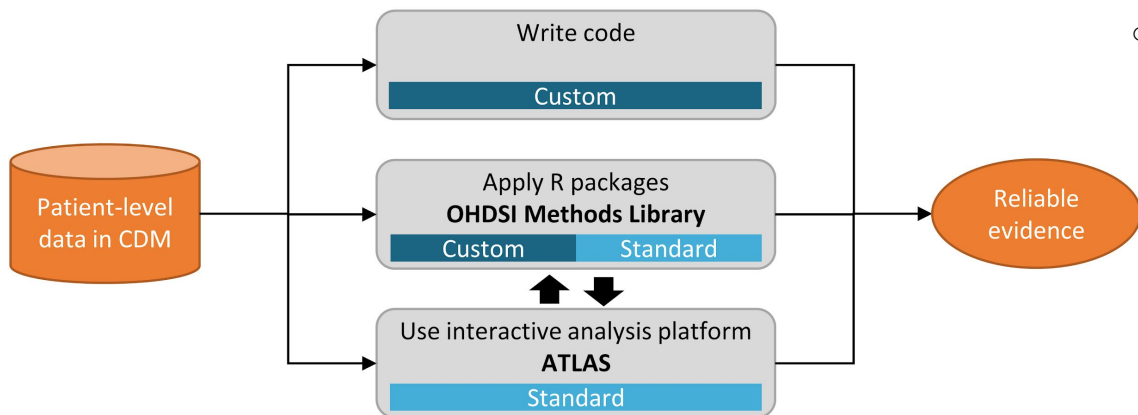 Write code
Custom
Patient-level
data in CDM
Apply R packages
OHDSI Methods Library
Custom Standard
Use interactive analysis platform
ATLAS
Standard
Reliable
evidence